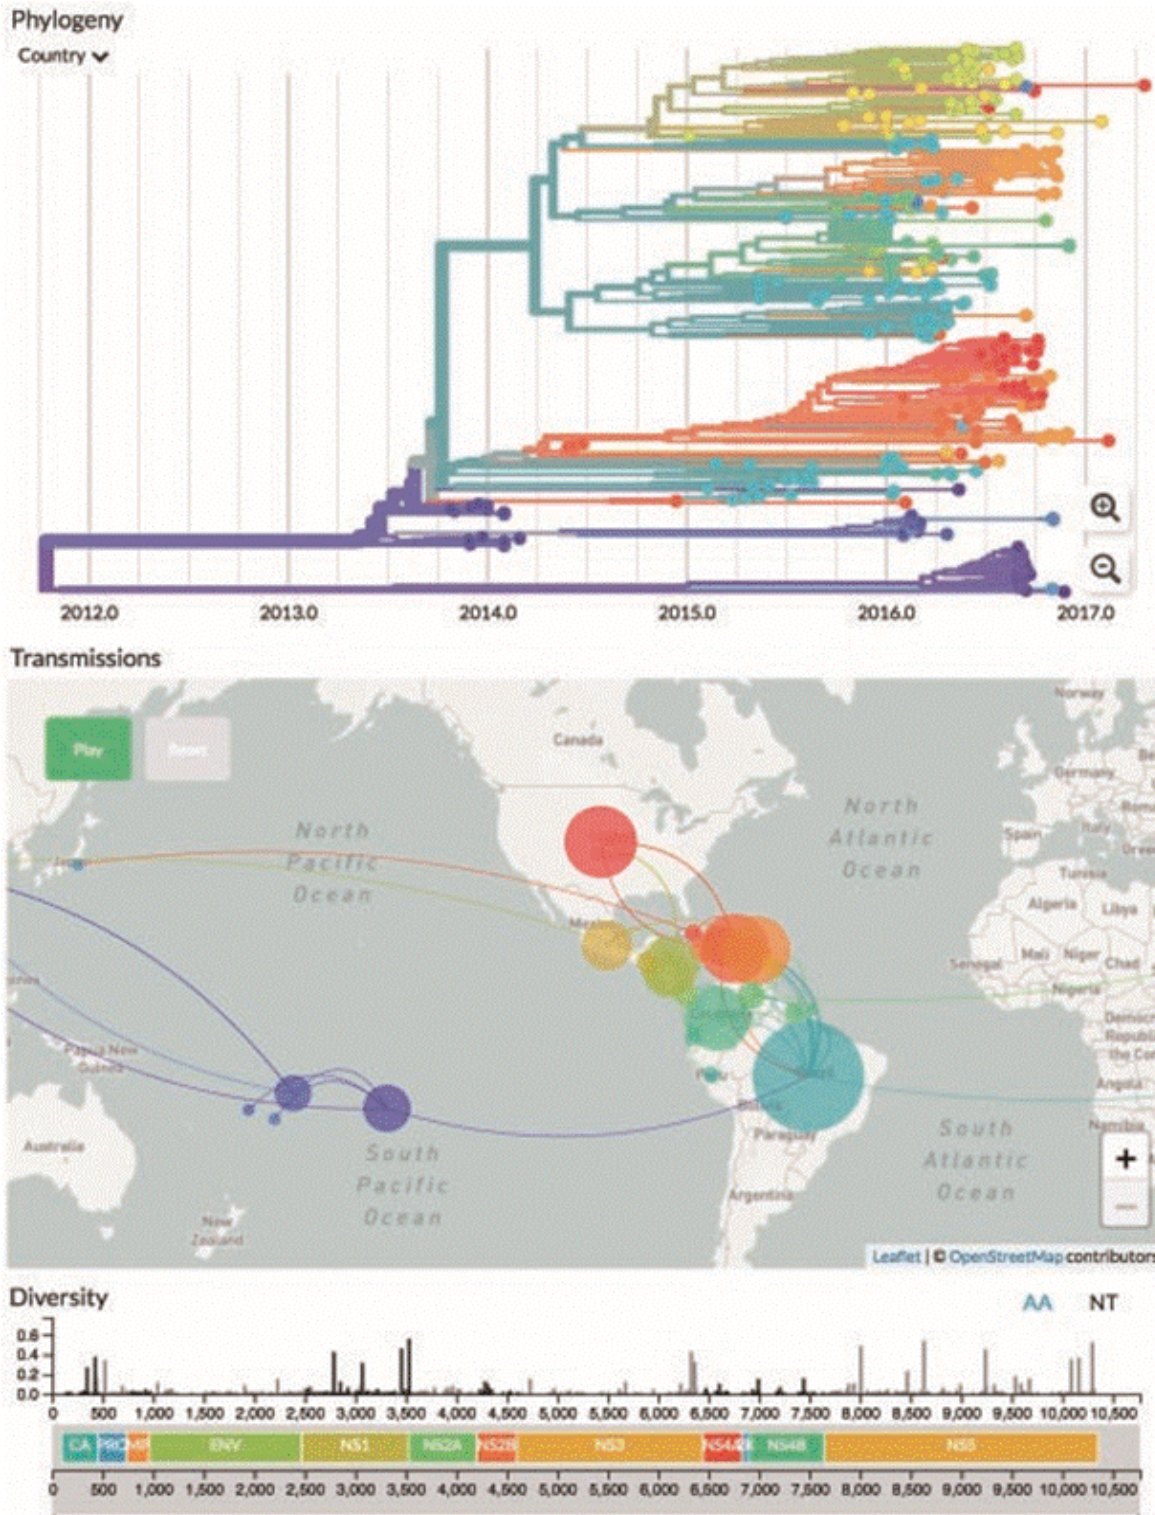 Phylogeny
Country
2012.0 2013.0 2014.0 2015.0 2016.0 2017.0
Transmissions
Play Reset
Norway
Canada
Germany
North
Pacific
Ocean
North
Atlantic
Ocean
Spain
Italy
Japan
Tunisia
Algeria Libya
Mali Niger Chad
Senegal
Nigeria
Papua New
Guinea
Peru
Angola
Namibia
Paraguay
Australia
South
Pacific
Ocean
South
Atlantic
Ocean
+
Argentina
New
Zealand
Leaflet | © OpenStreetMap contributors
Diversity
AA NT
0.6
0.4
0.2
0.0
0 500 1,000 1,500 2,000 2,500 3,000 3,500 4,000 4,500 5,000 5,500 6,000 6,500 7,000 7,500 8,000 8,500 9,000 9,500 10,000 10,500
CA PRO MP ENV NS1 NS2A NS2B NS3 NS4A NS4B NS5
0 500 1,000 1,500 2,000 2,500 3,000 3,500 4,000 4,500 5,000 5,500 6,000 6,500 7,000 7,500 8,000 8,500 9,000 9,500 10,000 10,500